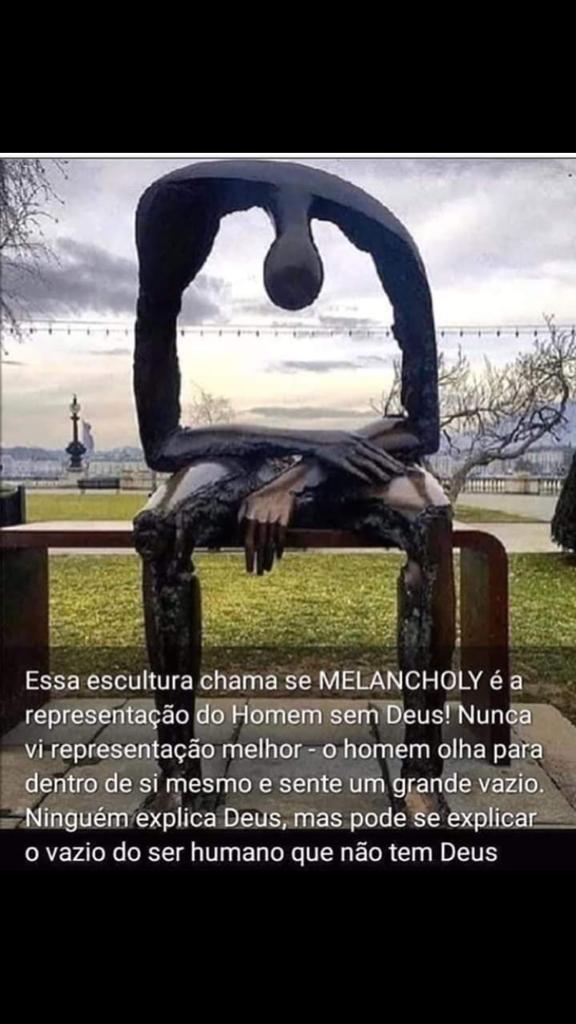 Essa escultura chama se MELANCHOLY é a
representação do Homem sem Deus! Nunca
vi representação melhor - o homem olha para
dentro de si mesmo e sente um grande vazio.
Ninguém explica Deus, mas pode se explicar
o vazio do ser humano que não tem Deus